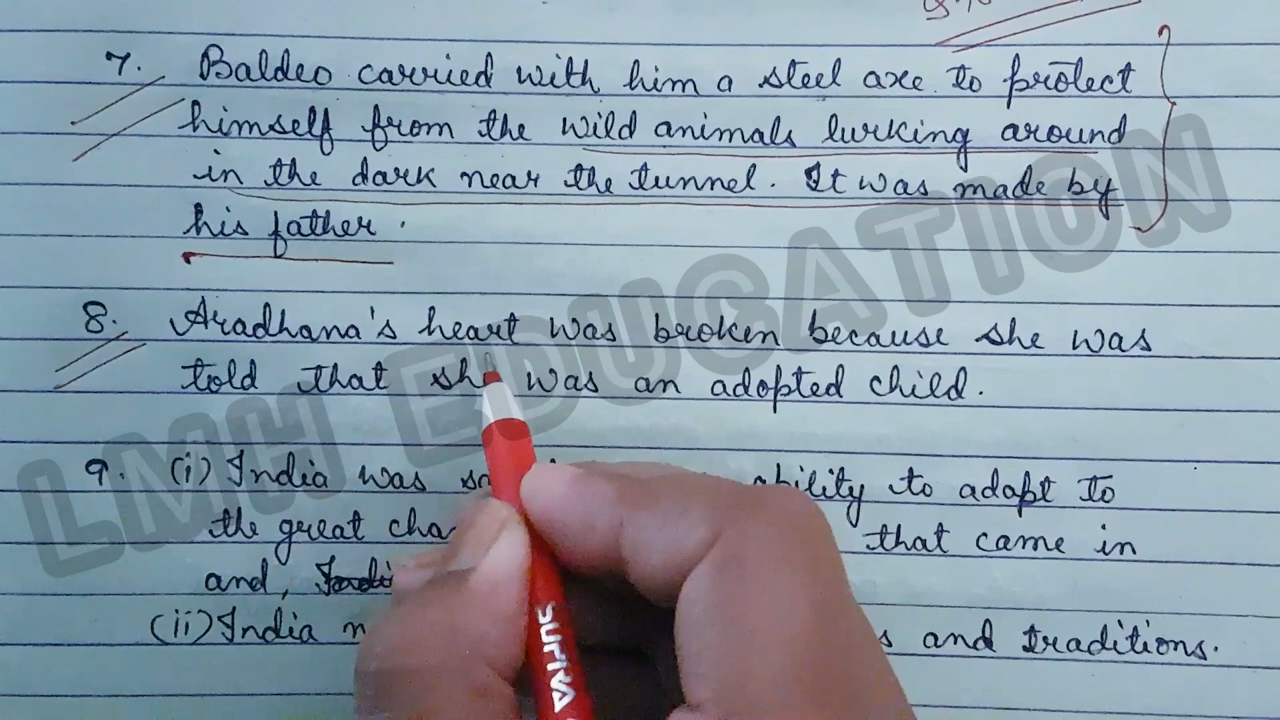 7. Baldeo carried with him a steel axe to protect
himself from the wild animals lurking around
in the dark near the tunnel. It was made by
his father.
8. Aradhana's heart was broken because she was
told that she was an adopted child.
9. (i) India was ability to adapt to
the great that came in
and,
(ii) India and traditions.
LMH EDUCATION
SUPIVA